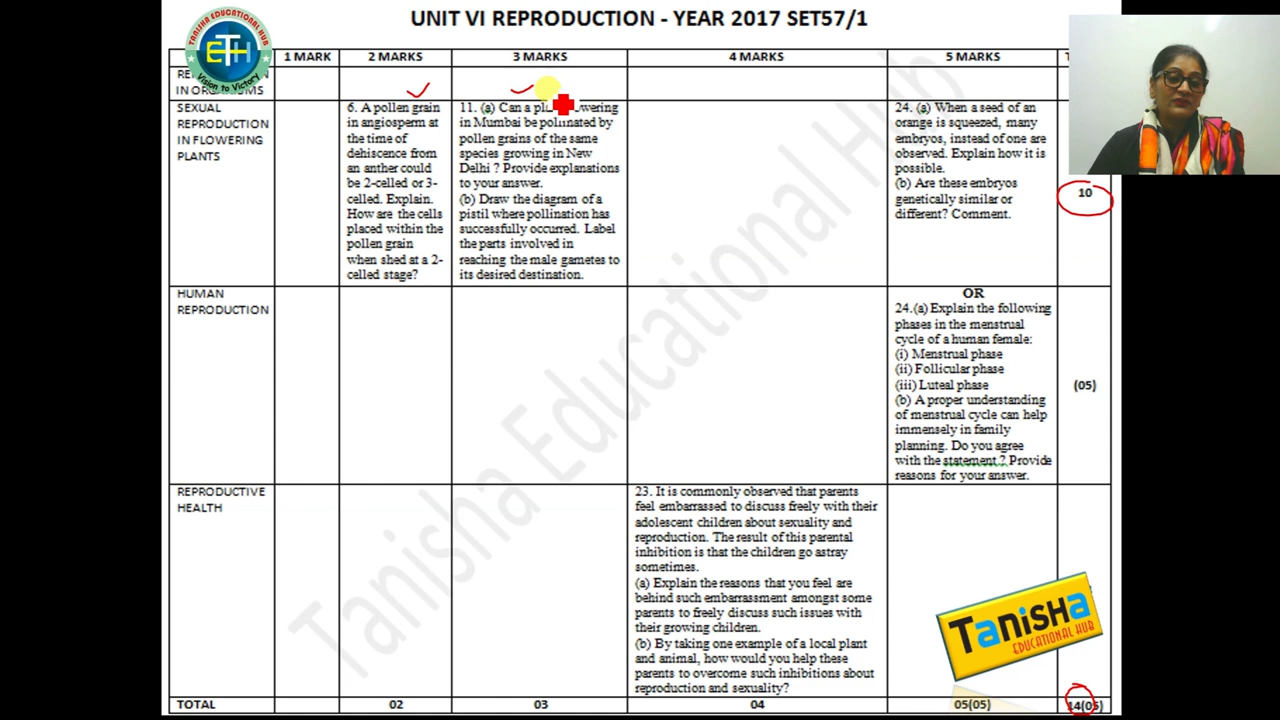 UNIT VI REPRODUCTION - YEAR 2017 SET57/1
TANISHA EDUCATIONAL HUB
ETH
Vision to Victory
1 MARK
2 MARKS
3 MARKS
4 MARKS
5 MARKS
IN ORGANISMS
SEXUAL
REPRODUCTION
IN FLOWERING
PLANTS
6. A pollen grain
in angiosperm at
the time of
dehiscence from
an anther could
be 2-celled or 3-
celled. Explain.
How are the cells
placed within the
pollen grain
when shed at a 2-
celled stage?
11. (a) Can a
in Mumbai be pollinated by
pollen grains of the same
species growing in New
Delhi ? Provide explanations
to your answer.
(b) Draw the diagram of a
pistil where pollination has
successfully occurred. Label
the parts involved in
reaching the male gametes to
its desired destination.
24. (a) When a seed of an
orange is squeezed, many
embryos, instead of one are
observed. Explain how it is
possible.
(b) Are these embryos
genetically similar or
different? Comment.
10
HUMAN
REPRODUCTION
OR
24.(a) Explain the following
phases in the menstrual
cycle of a human female:
(i) Menstrual phase
(ii) Follicular phase
(iii) Luteal phase
(b) A proper understanding
of menstrual cycle can help
immensely in family
planning. Do you agree
with the statement ? Provide
reasons for your answer.
(05)
REPRODUCTIVE
HEALTH
23. It is commonly observed that parents
feel embarrassed to discuss freely with their
adolescent children about sexuality and
reproduction. The result of this parental
inhibition is that the children go astray
sometimes.
(a) Explain the reasons that you feel are
behind such embarrassment amongst some
parents to freely discuss such issues with
their growing children.
(b) By taking one example of a local plant
and animal, how would you help these
parents to overcome such inhibitions about
reproduction and sexuality?
TaNiSHa
EDUCATIONAL HUB
TOTAL
02
03
04
05(05)
14(05)
Tanisha Educational Hub